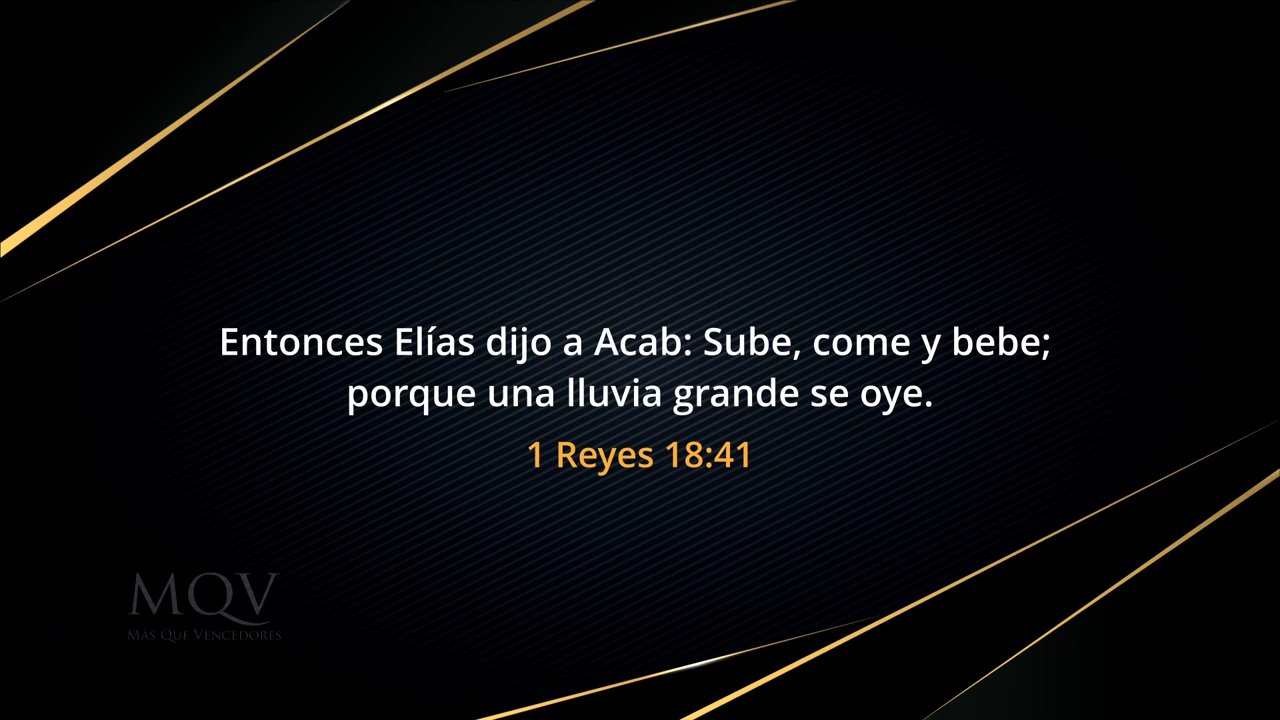 Entonces Elías dijo a Acab: Sube, come y bebe;
porque una lluvia grande se oye.
1 Reyes 18:41
MQV
Más Que Vencedores